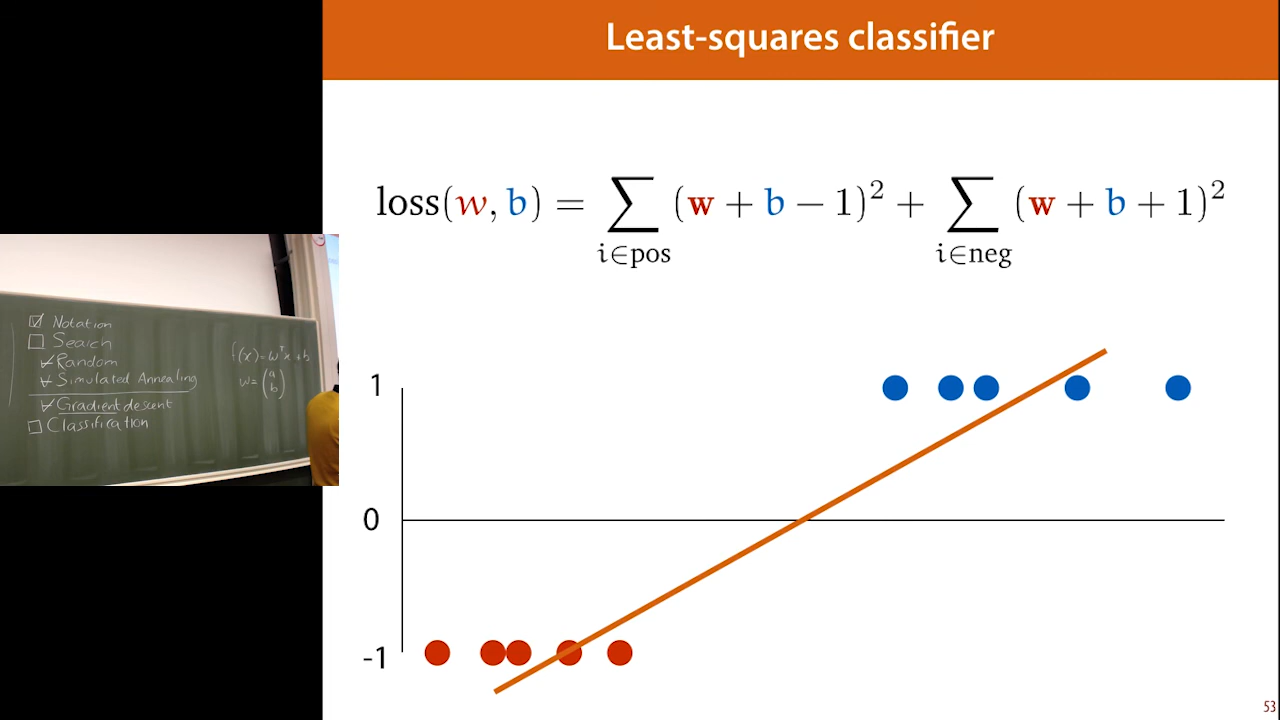 Least-squares classifier
loss(w, b) = ∑ i∈pos (w + b − 1)² + ∑ i∈neg (w + b + 1)²
1
0
-1
53
Notation
Search
Random
Simulated Annealing
Gradient descent
Classification
f(x) = wᵀx + b
w = (a b)